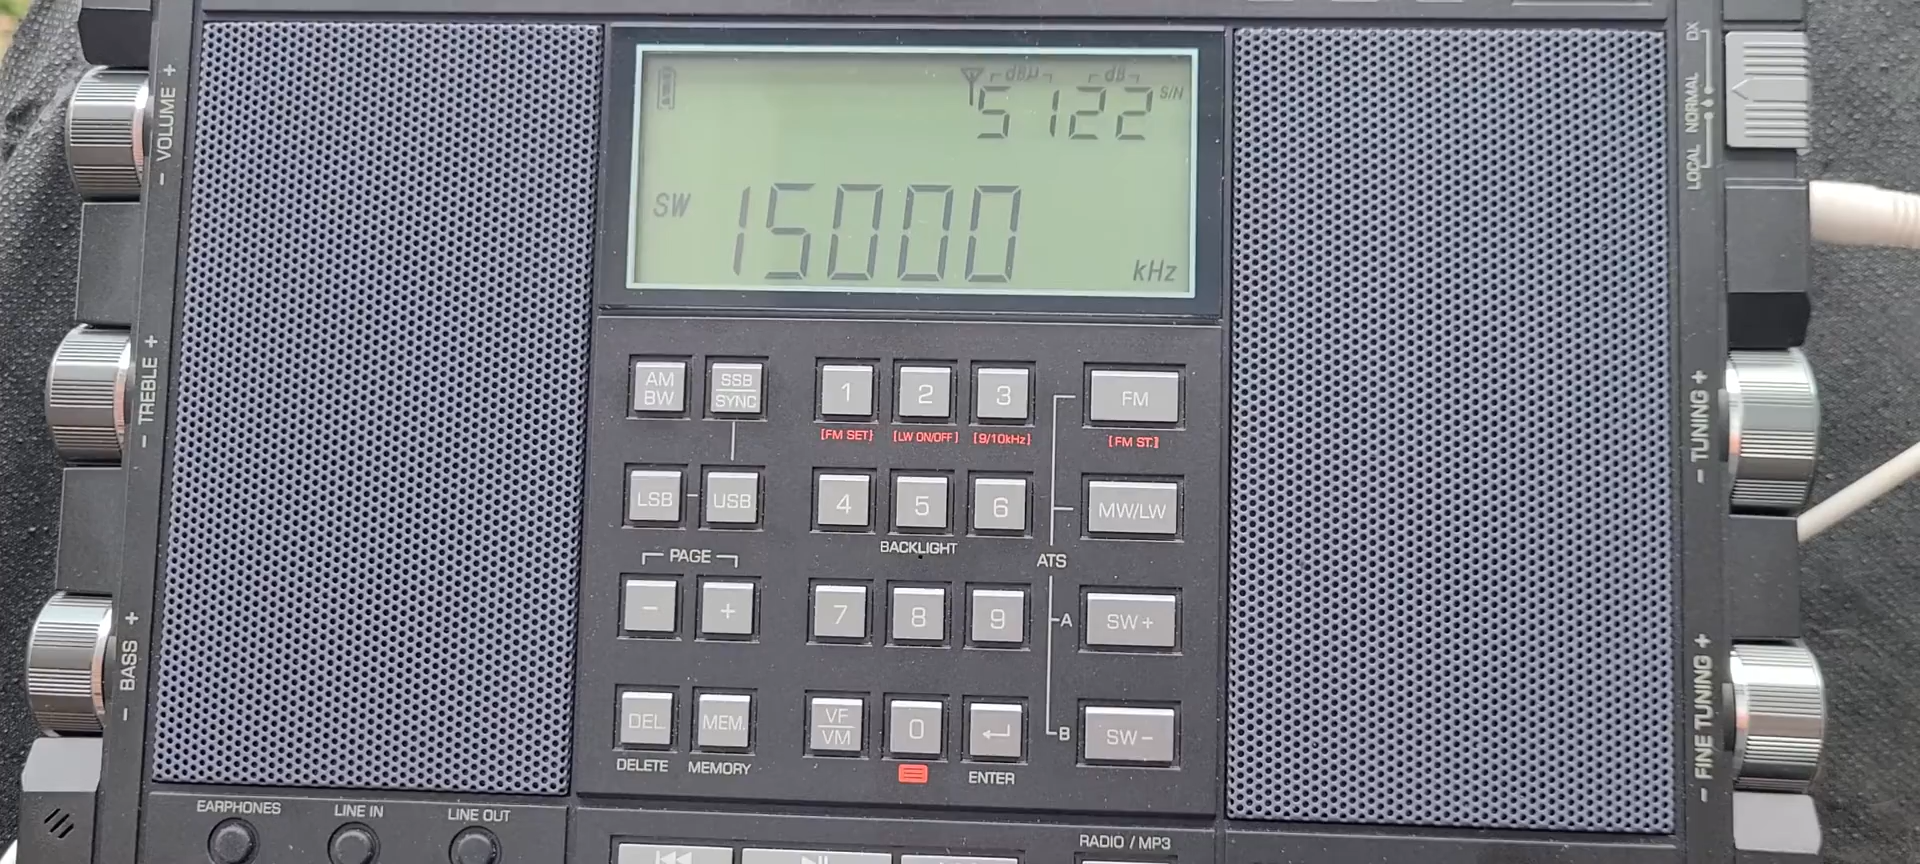 dBµ dB
51 22 S/N
SW 15000 kHz
- VOLUME +
- TREBLE +
- BASS +
LOCAL NORMAL DX
- TUNING +
- FINE TUNING +
AM BW
SSB SYNC
1 2 3 FM
[FM SET] [LW ON/OFF] [9/10kHz] [FM ST.]
LSB - USB
4 5 6 MW/LW
BACKLIGHT
ATS
PAGE
- +
7 8 9 A SW+
DEL MEM. VF VM 0 B SW-
DELETE MEMORY ENTER
EARPHONES LINE IN LINE OUT
RADIO / MP3